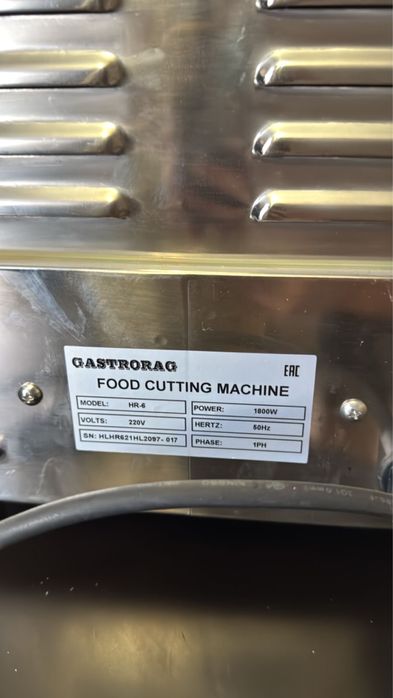 GASTRORAG
EAC
FOOD CUTTING MACHINE
MODEL: HR-6 POWER: 1800W
VOLTS: 220V HERTZ: 50Hz
SN: HLHR621HL2097-017 PHASE: 1PH